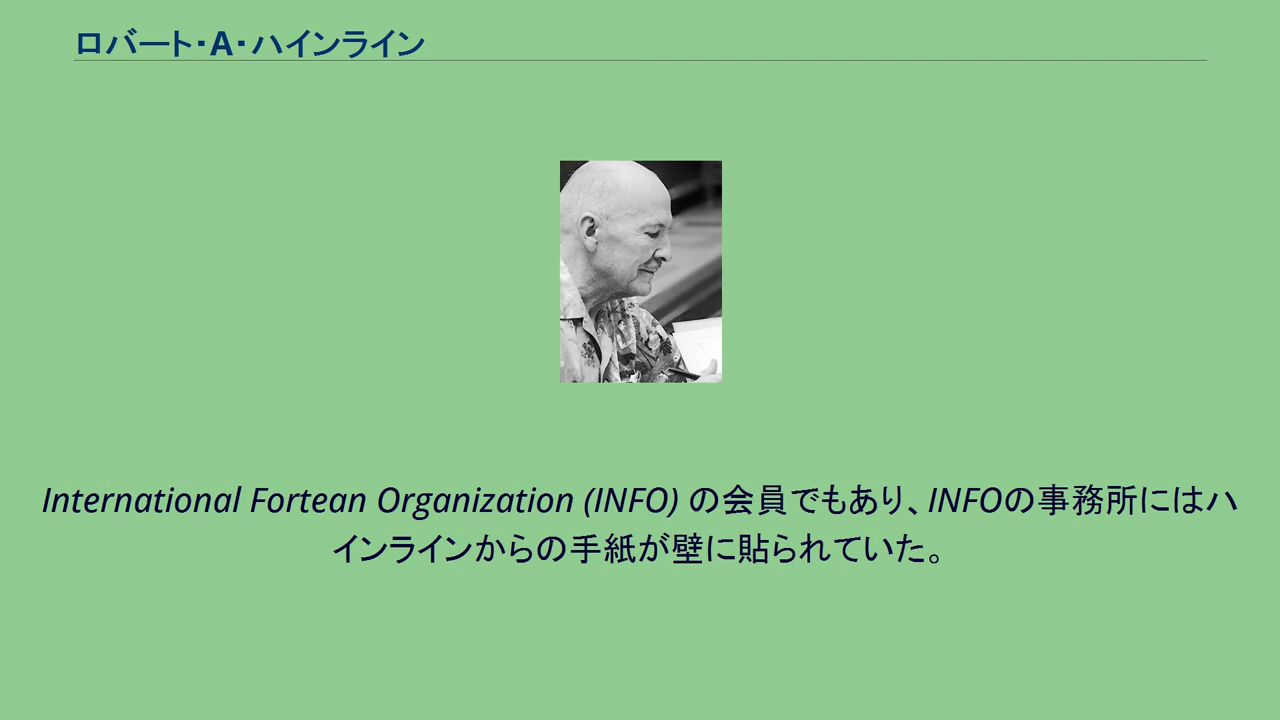 ロバート・A・ハインライン
International Fortean Organization (INFO) の会員でもあり、INFOの事務所にはハ
インラインからの手紙が壁に貼られていた。